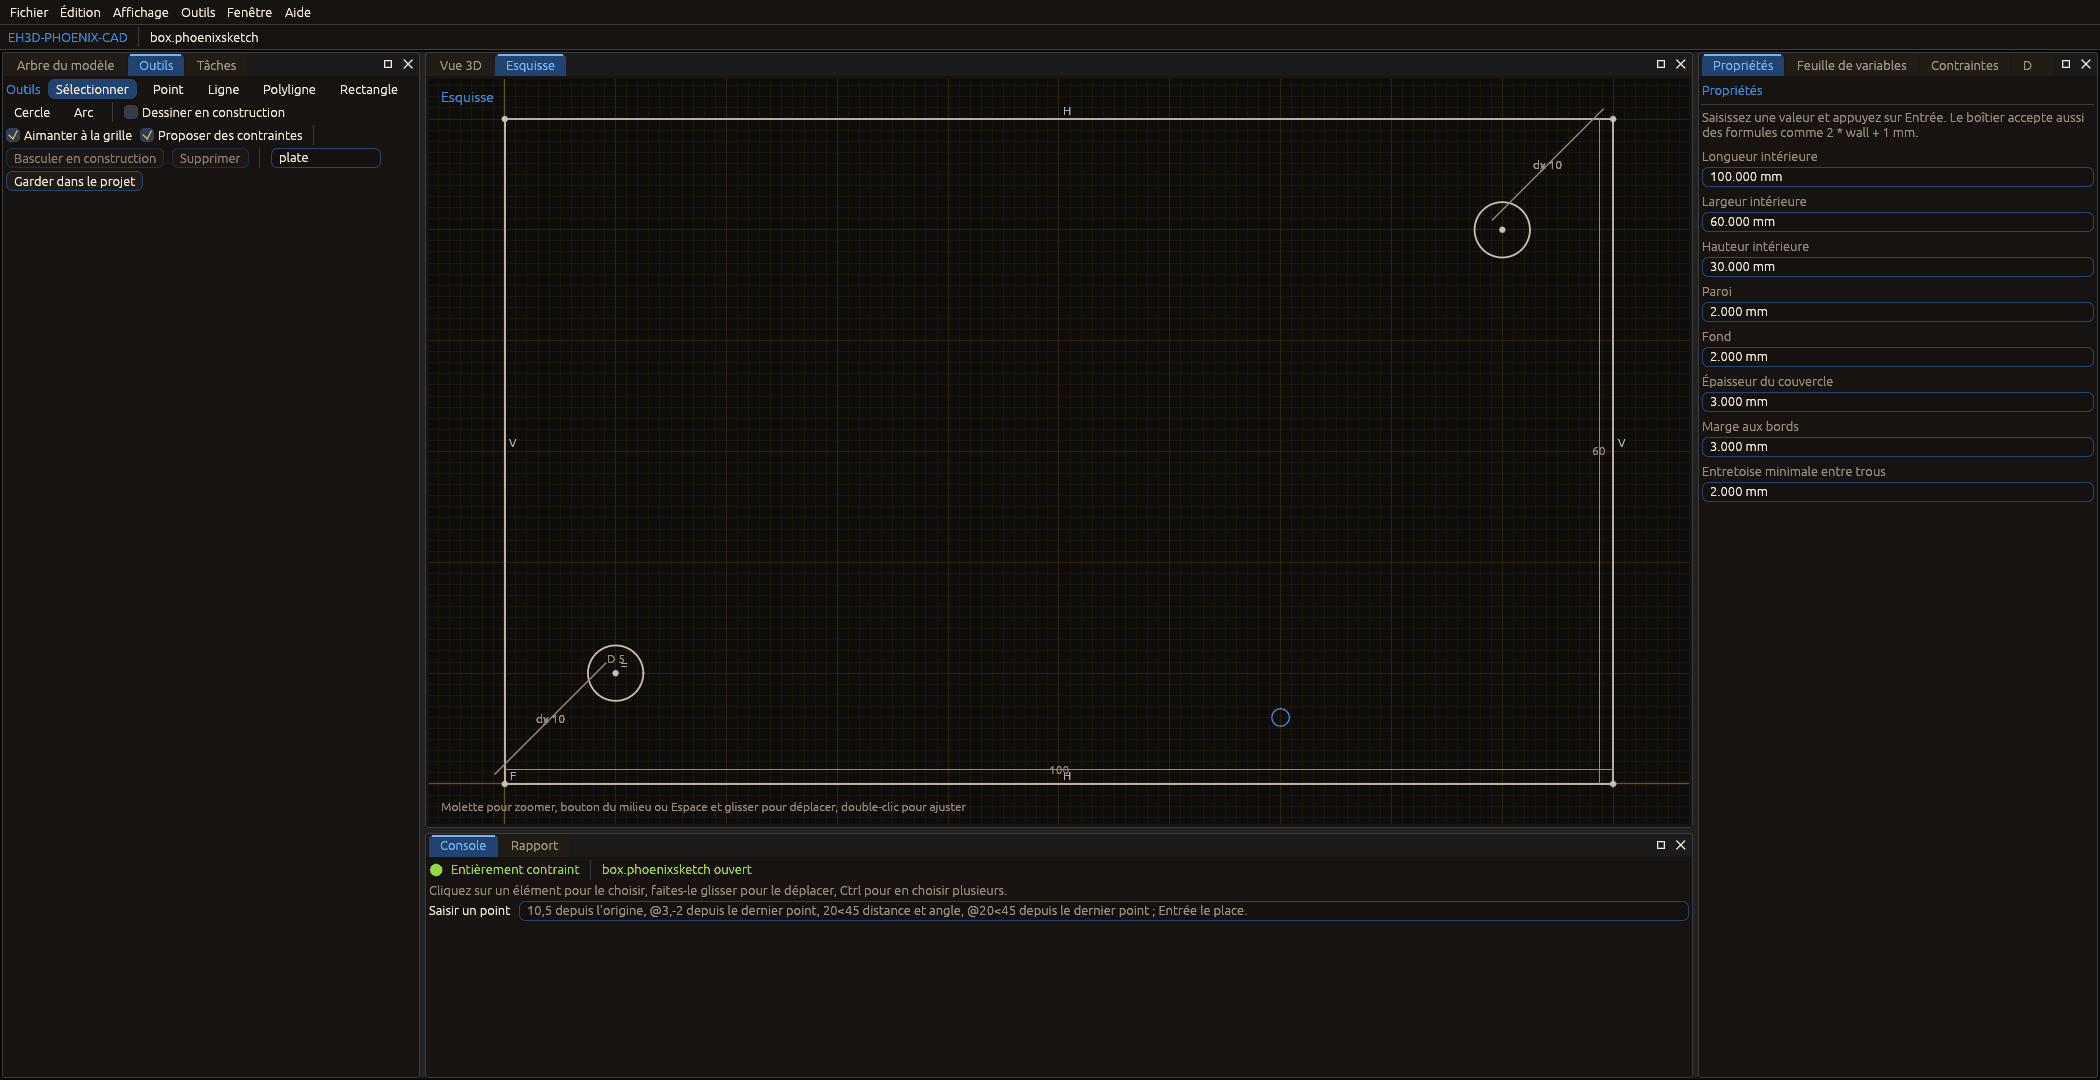 Fichier Édition Affichage Outils Fenêtre Aide
EH3D-PHOENIX-CAD box.phoenixsketch
Arbre du modèle Outils Tâches
Outils Sélectionner Point Ligne Polyligne Rectangle
Cercle Arc Dessiner en construction
Aimanter à la grille Proposer des contraintes
Basculer en construction Supprimer plate
Garder dans le projet
Vue 3D Esquisse
Esquisse
H
dx 10
V
60
V
D 5
=
dx 10
F
100
H
Molette pour zoomer, bouton du milieu ou Espace et glisser pour déplacer, double-clic pour ajuster
Console Rapport
Entièrement contraint box.phoenixsketch ouvert
Cliquez sur un élément pour le choisir, faites-le glisser pour le déplacer, Ctrl pour en choisir plusieurs.
Saisir un point 10,5 depuis l'origine, @3,-2 depuis le dernier point, 20<45 distance et angle, @20<45 depuis le dernier point ; Entrée le place.
Propriétés Feuille de variables Contraintes D
Propriétés
Saisissez une valeur et appuyez sur Entrée. Le boîtier accepte aussi
des formules comme 2 * wall + 1 mm.
Longueur intérieure
100.000 mm
Largeur intérieure
60.000 mm
Hauteur intérieure
30.000 mm
Paroi
2.000 mm
Fond
2.000 mm
Épaisseur du couvercle
3.000 mm
Marge aux bords
3.000 mm
Entretoise minimale entre trous
2.000 mm